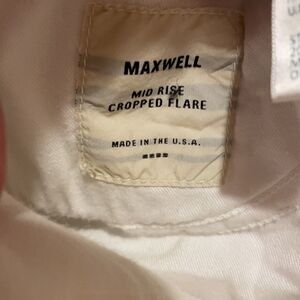 MAXWELL
MID RISE
CROPPED FLARE
MADE IN THE U.S.A.